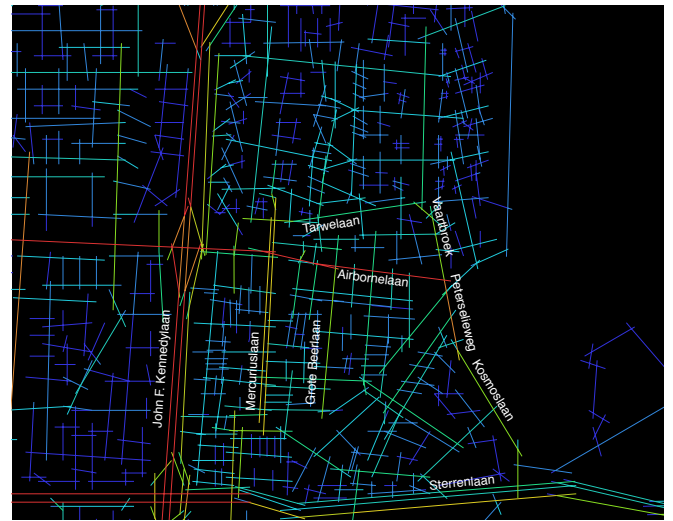 Tarwelaan
Vaartbroek
Airbornelaan
Peterselieweg
John F. Kennedylaan
Mercuriuslaan
Grote Beerlaan
Kosmoslaan
Sterrenlaan